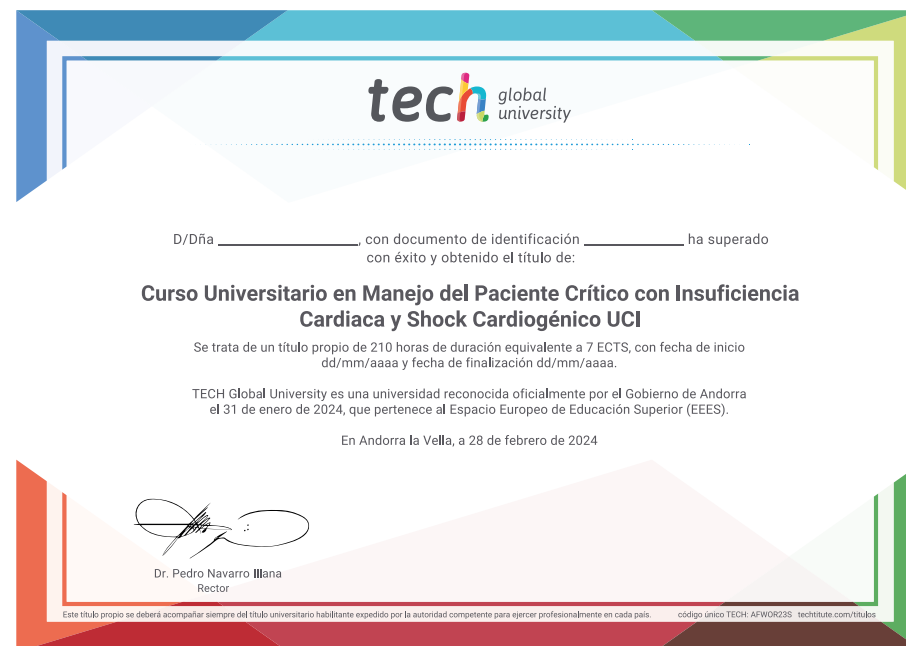 tech global university
D/Dña ________________, con documento de identificación ____________ ha superado
con éxito y obtenido el título de:
Curso Universitario en Manejo del Paciente Crítico con Insuficiencia
Cardiaca y Shock Cardiogénico UCI
Se trata de un título propio de 210 horas de duración equivalente a 7 ECTS, con fecha de inicio
dd/mm/aaaa y fecha de finalización dd/mm/aaaa.
TECH Global University es una universidad reconocida oficialmente por el Gobierno de Andorra
el 31 de enero de 2024, que pertenece al Espacio Europeo de Educación Superior (EEES).
En Andorra la Vella, a 28 de febrero de 2024
Dr. Pedro Navarro Illana
Rector
Este título propio se deberá acompañar siempre del título universitario habilitante expedido por la autoridad competente para ejercer profesionalmente en cada país. código único TECH: AFWOR23S techtitute.com/titulos